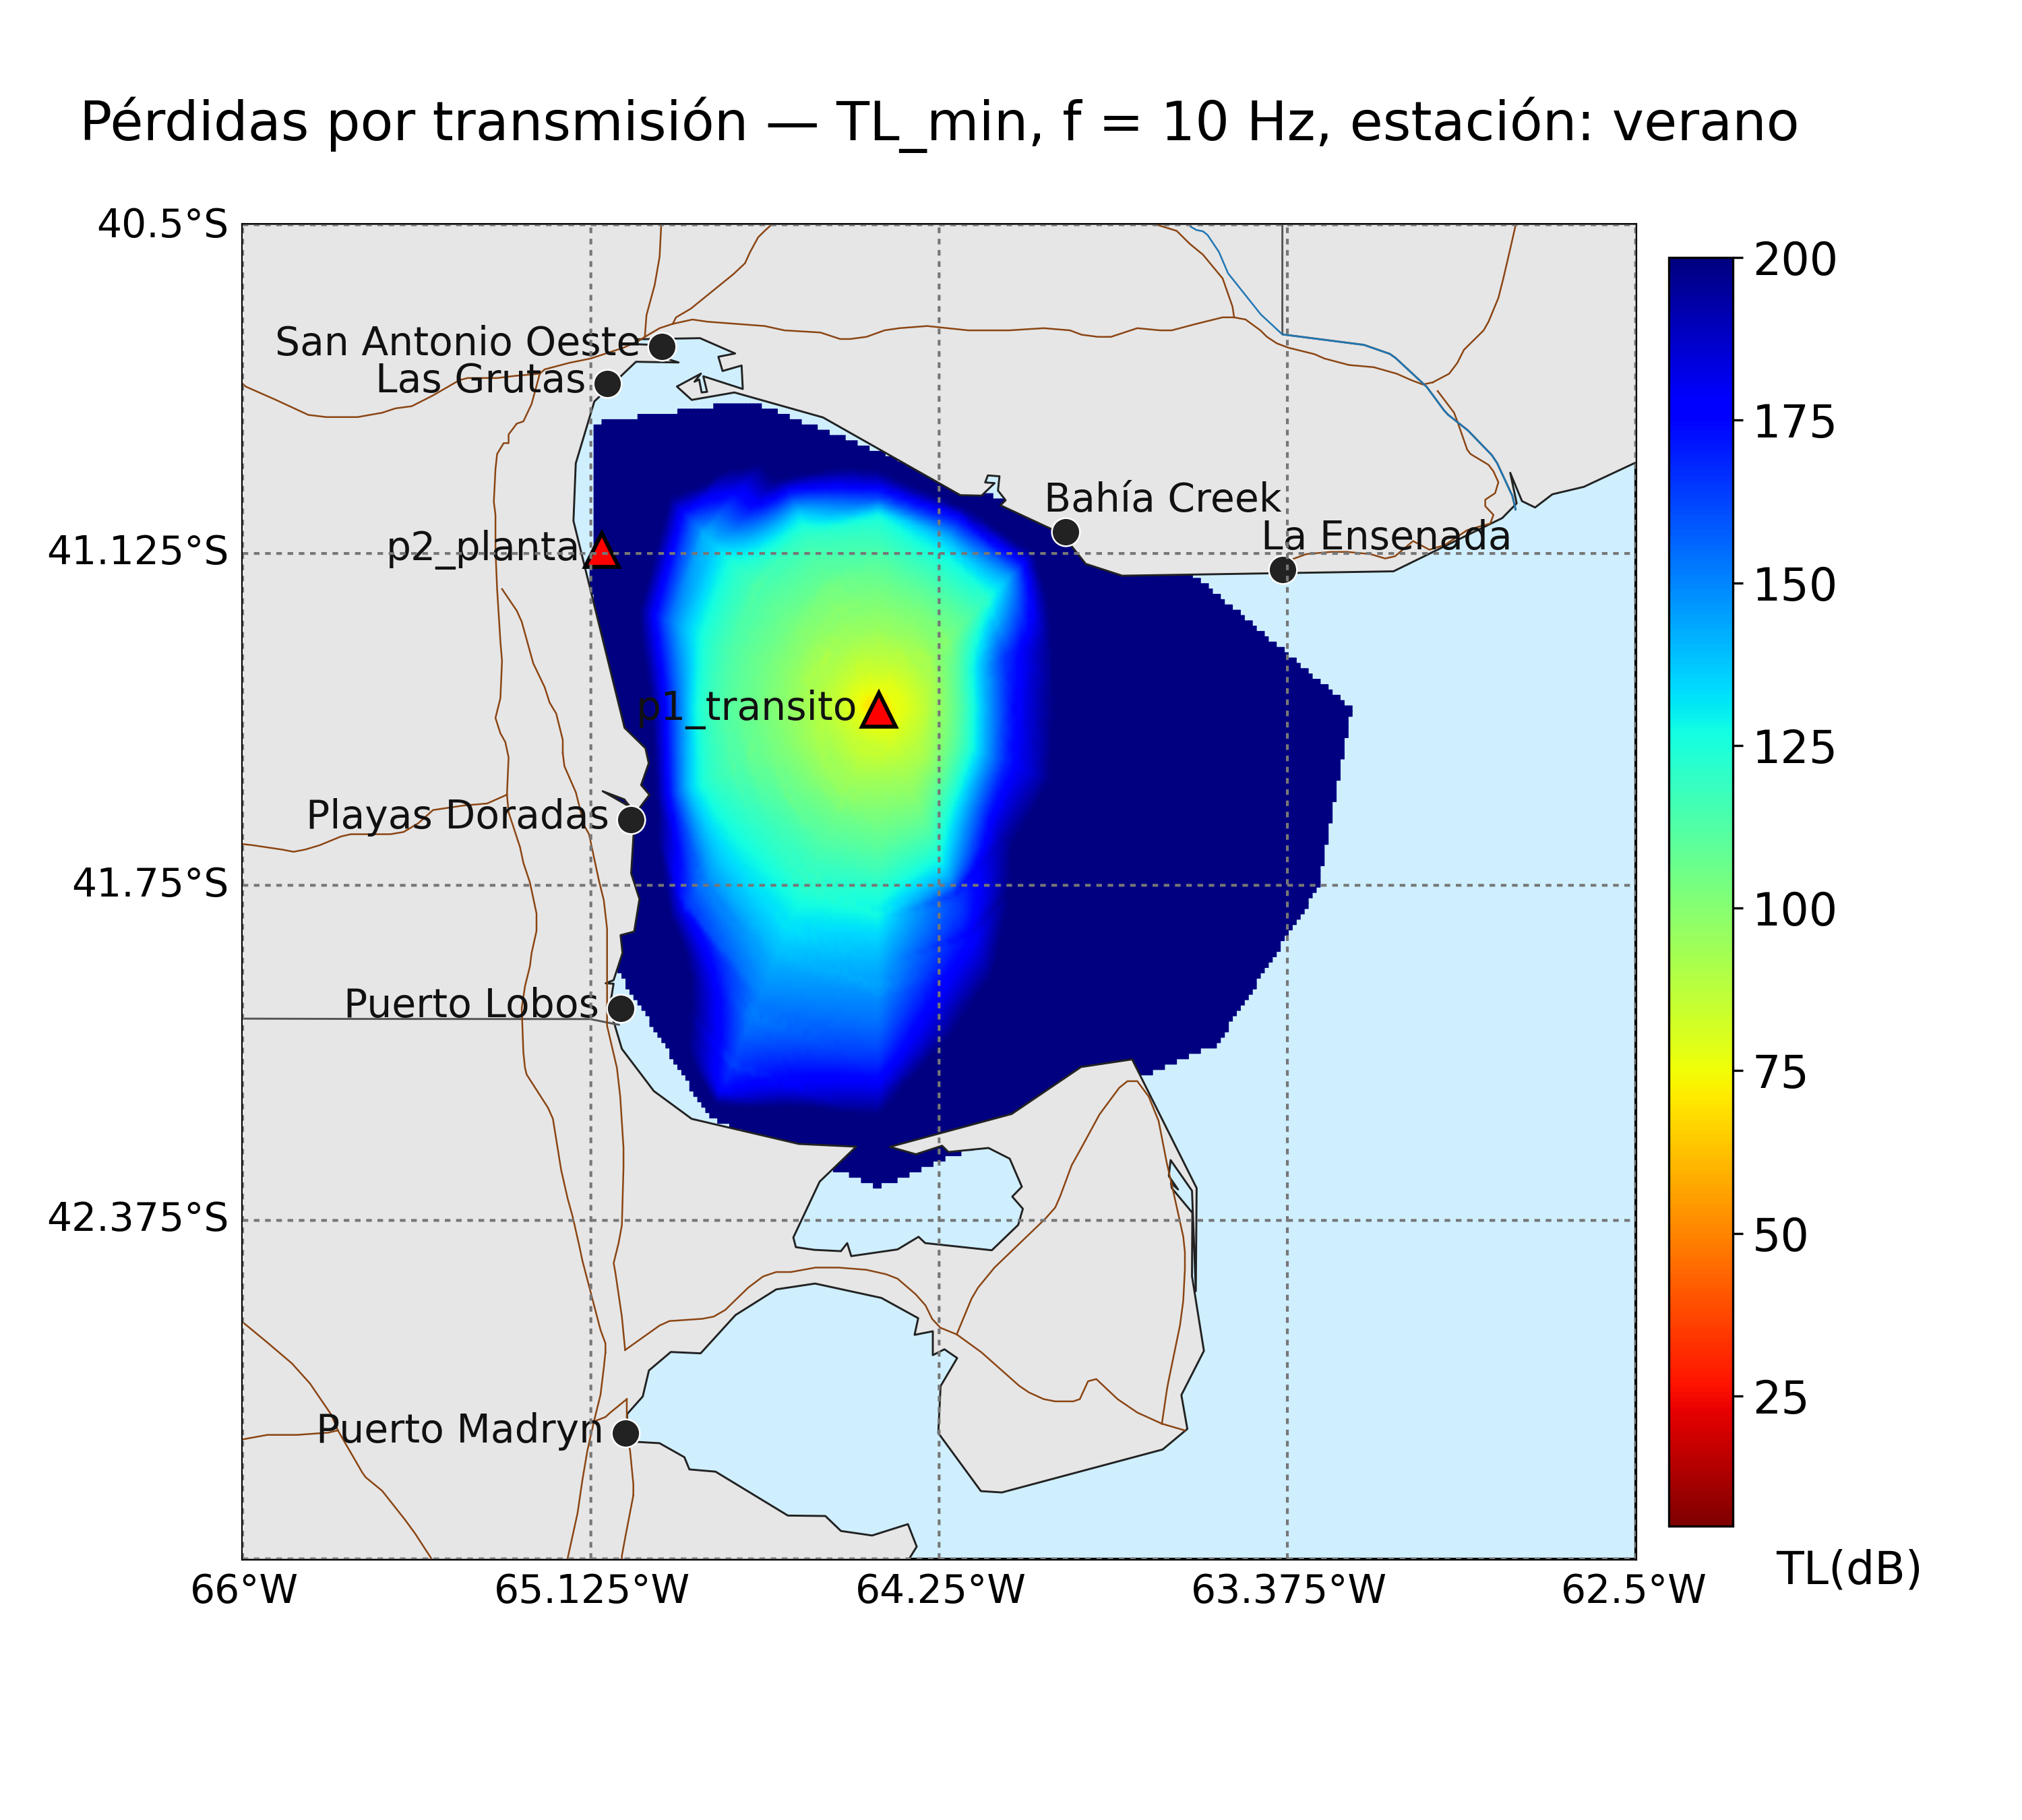 Pérdidas por transmisión — TL_min, f = 10 Hz, estación: verano
40.5°S
200
San Antonio Oeste
Las Grutas
175
Bahía Creek
La Ensenada
p2_planta
41.125°S
150
p1_transito
125
Playas Doradas
41.75°S
100
Puerto Lobos
75
42.375°S
50
25
Puerto Madryn
TL(dB)
66°W 65.125°W 64.25°W 63.375°W 62.5°W